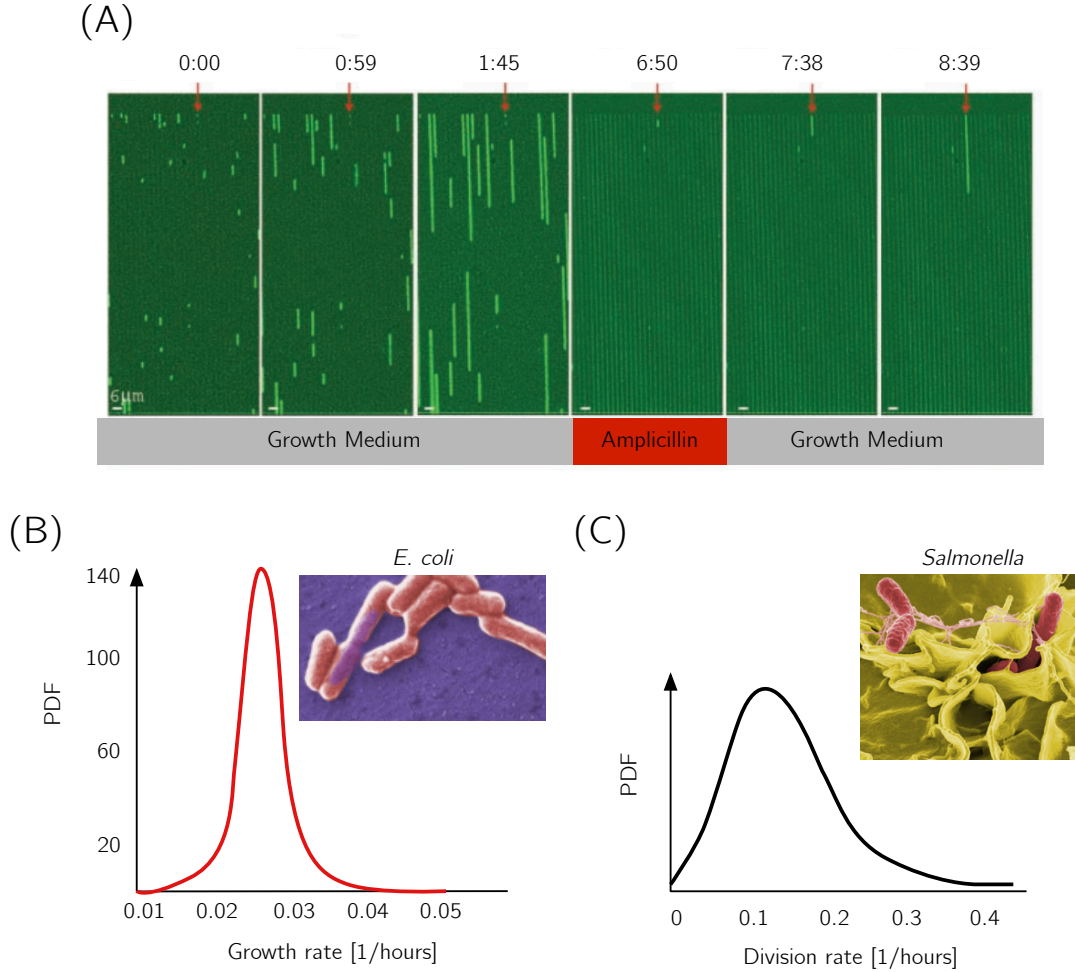 (A)
0:00 0:59 1:45 6:50 7:38 8:39
6μm
Growth Medium Amplicillin Growth Medium
(B)
E. coli
140
100
60
20
PDF
0.01 0.02 0.03 0.04 0.05
Growth rate [1/hours]
(C)
Salmonella
PDF
0 0.1 0.2 0.3 0.4
Division rate [1/hours]